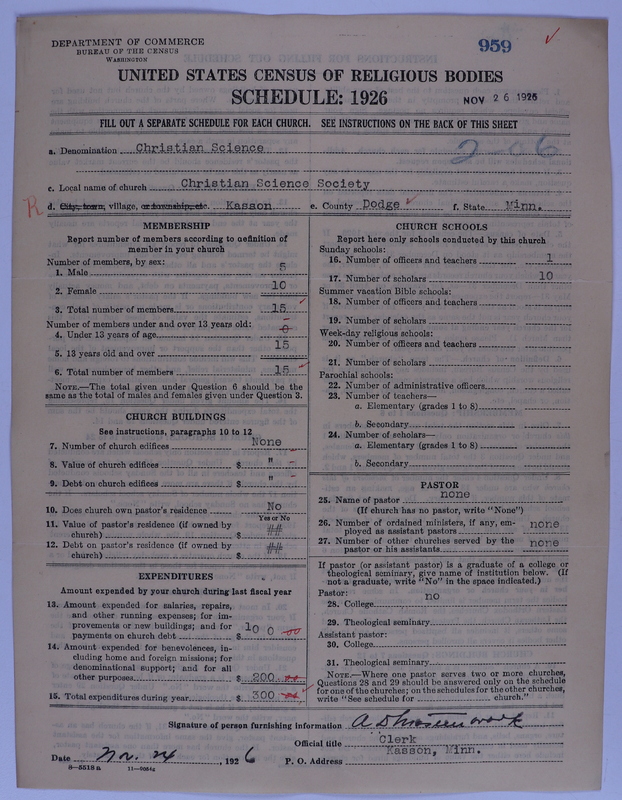 DEPARTMENT OF COMMERCE
BUREAU OF THE CENSUS
WASHINGTON
959
UNITED STATES CENSUS OF RELIGIOUS BODIES
SCHEDULE: 1926
NOV 26 1926
FILL OUT A SEPARATE SCHEDULE FOR EACH CHURCH. SEE INSTRUCTIONS ON THE BACK OF THIS SHEET
a. Denomination Christian Science
2-06
c. Local name of church Christian Science Society
R
d. City, town, village, or township, etc. Kasson e. County Dodge f. State Minn.
MEMBERSHIP
Report number of members according to definition of
member in your church
Number of members, by sex:
1. Male 5
2. Female 10
3. Total number of members 15
Number of members under and over 13 years old:
4. Under 13 years of age 0
5. 13 years old and over 15
6. Total number of members 15
NOTE.—The total given under Question 6 should be the
same as the total of males and females given under Question 3.
CHURCH BUILDINGS
See instructions, paragraphs 10 to 12
7. Number of church edifices None
8. Value of church edifices $ "
9. Debt on church edifices $ "
10. Does church own pastor's residence No
Yes or No
11. Value of pastor's residence (if owned by
church) $ ##
12. Debt on pastor's residence (if owned by
church) $ ##
EXPENDITURES
Amount expended by your church during last fiscal year
13. Amount expended for salaries, repairs,
and other running expenses; for im-
provements or new buildings; and for
payments on church debt $ 100 00
14. Amount expended for benevolences, in-
cluding home and foreign missions; for
denominational support; and for all
other purposes $ 200 00
15. Total expenditures during year $ 300
CHURCH SCHOOLS
Report here only schools conducted by this church
Sunday schools:
16. Number of officers and teachers 1
17. Number of scholars 10
Summer vacation Bible schools:
18. Number of officers and teachers
19. Number of scholars
Week-day religious schools:
20. Number of officers and teachers
21. Number of scholars
Parochial schools:
22. Number of administrative officers
23. Number of teachers—
a. Elementary (grades 1 to 8)
b. Secondary
24. Number of scholars—
a. Elementary (grades 1 to 8)
b. Secondary
PASTOR
25. Name of pastor none
(If church has no pastor, write "None")
26. Number of ordained ministers, if any, em-
ployed as assistant pastors none
27. Number of other churches served by the
pastor or his assistants none
If pastor (or assistant pastor) is a graduate of a college or
theological seminary, give name of institution below. (If
not a graduate, write "No" in the space indicated.)
Pastor: no
28. College
29. Theological seminary
Assistant pastor:
30. College
31. Theological seminary
NOTE.—Where one pastor serves two or more churches,
Questions 28 and 29 should be answered only on the schedule
for one of the churches; on the schedules for the other churches,
write "See schedule for church."
Signature of person furnishing information
Official title Clerk
Date Nov. 24, 1926 P. O. Address Kasson, Minn.
8-5518a